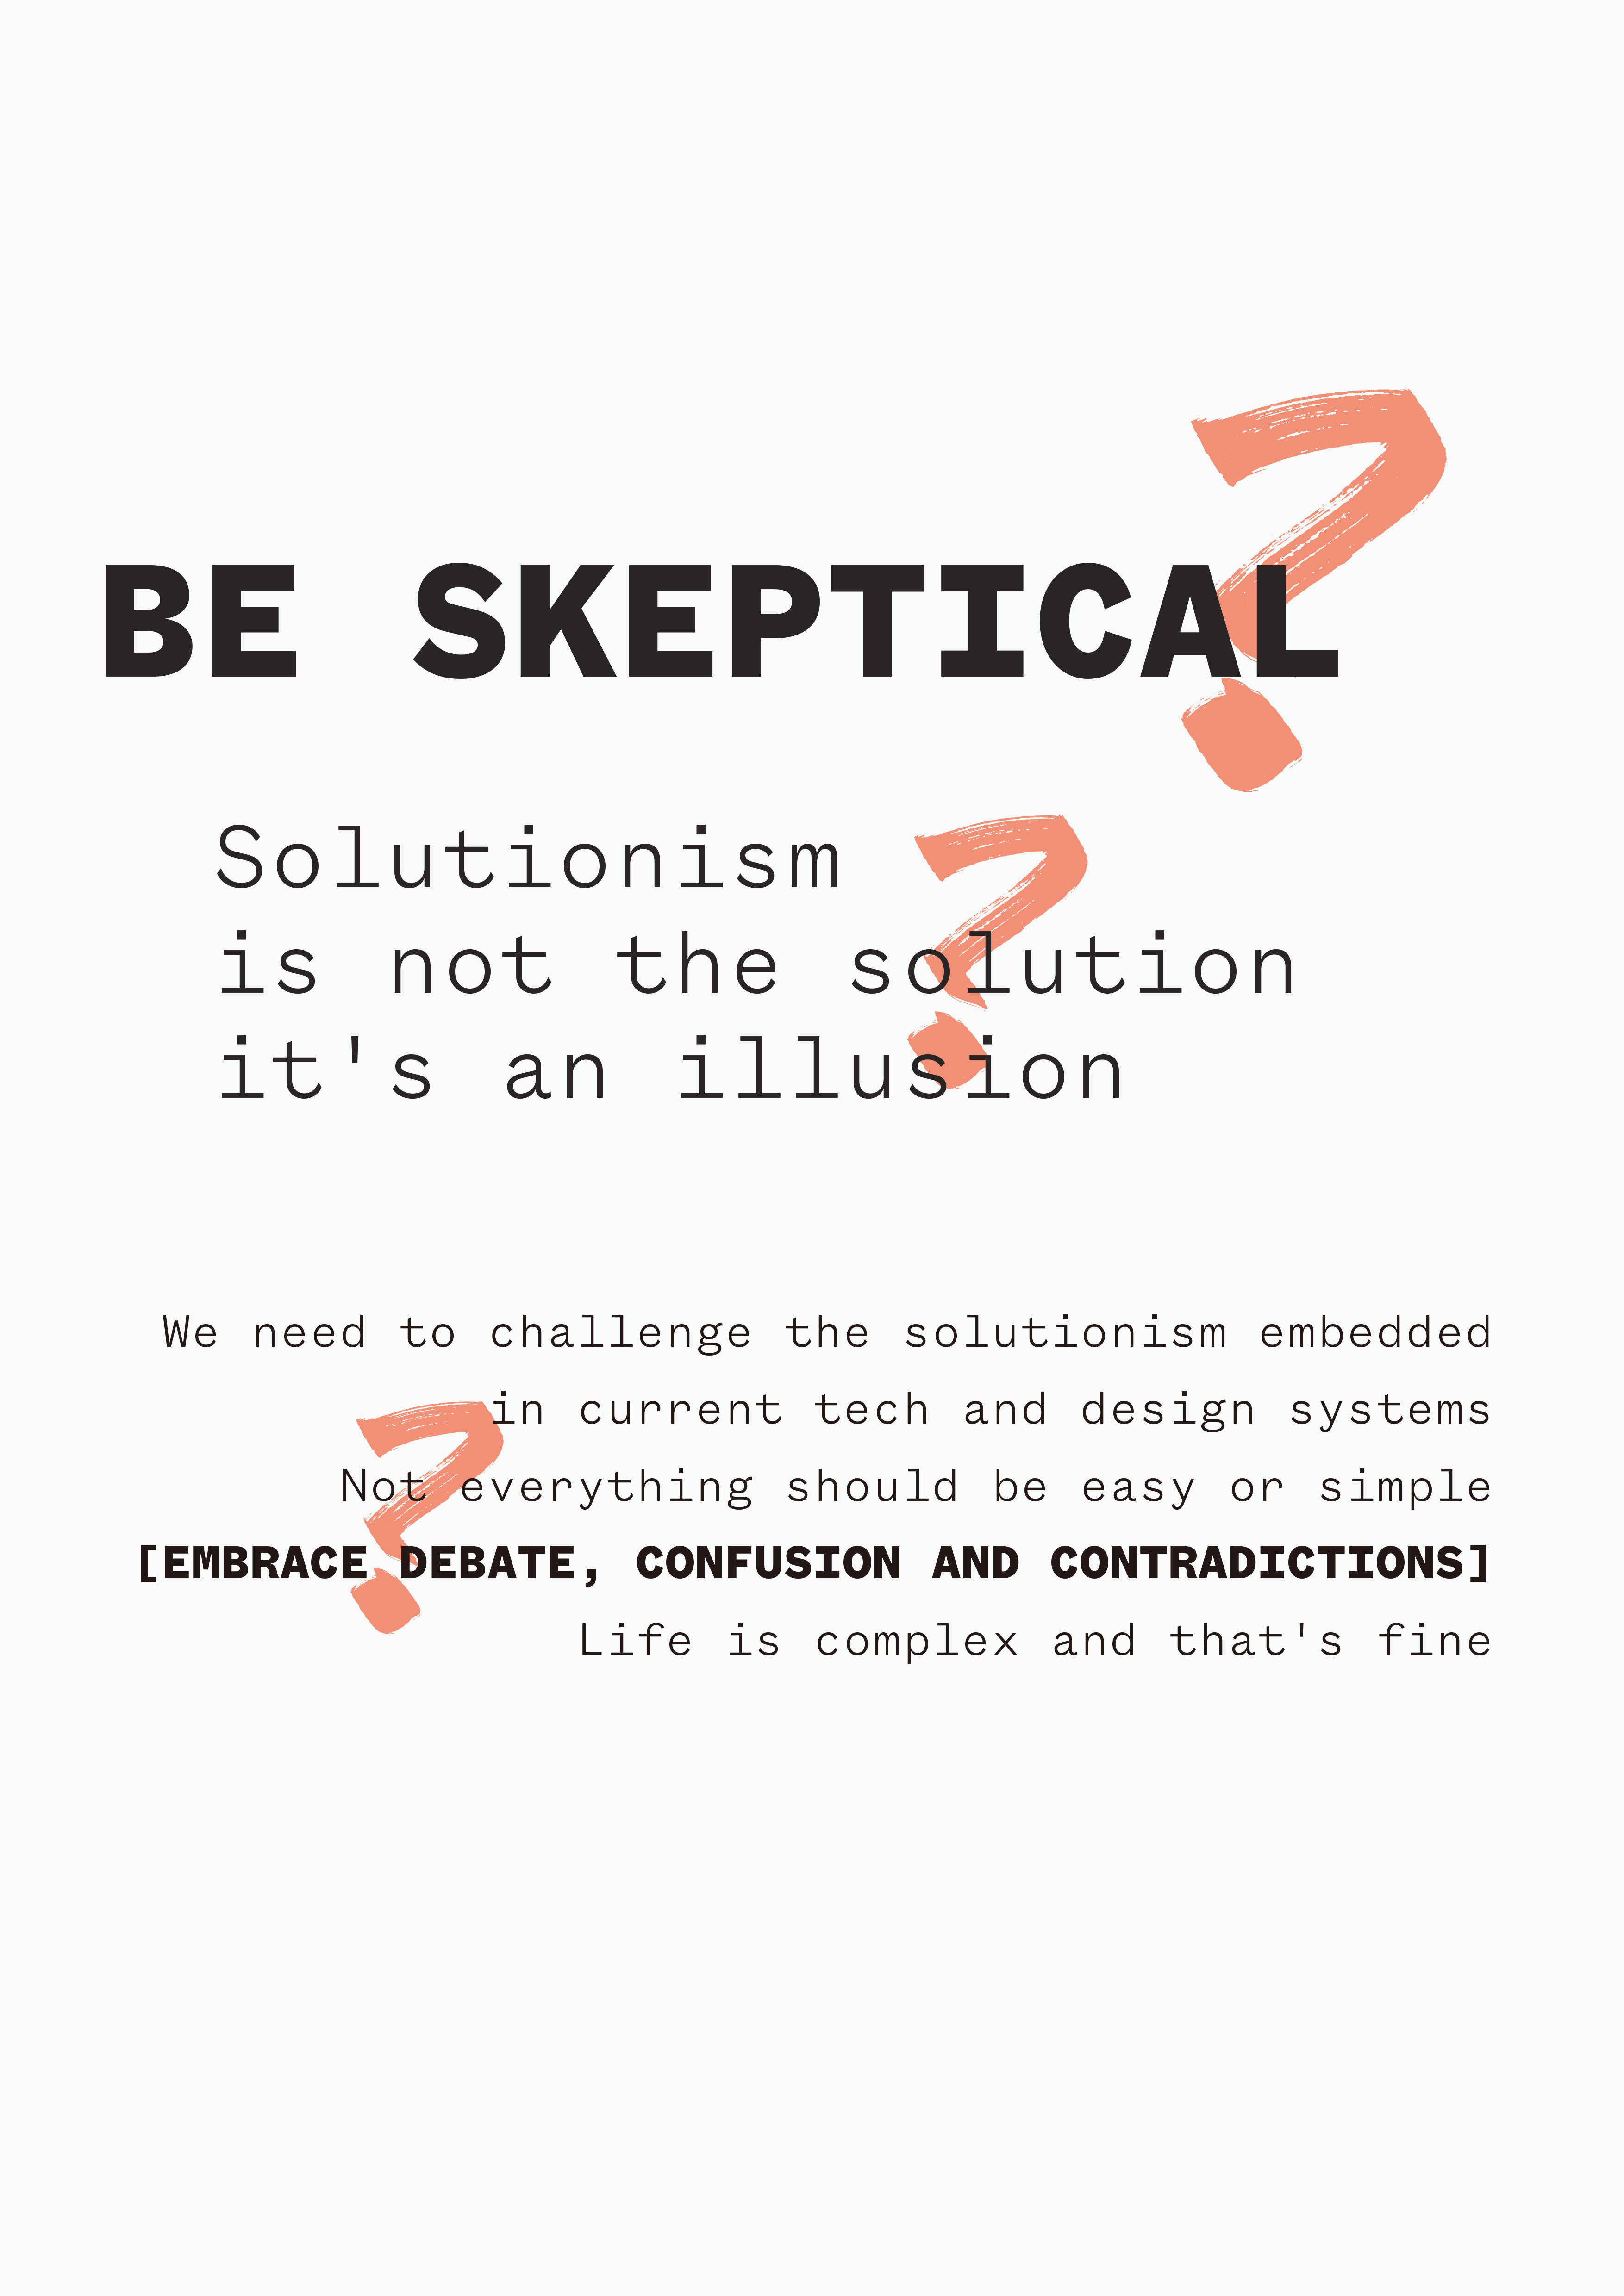 BE SKEPTICAL
?
Solutionism
?
is not the solution
it's an illusion
We need to challenge the solutionism embedded
in current tech and design systems
?
Not everything should be easy or simple
[EMBRACE DEBATE, CONFUSION AND CONTRADICTIONS]
Life is complex and that's fine